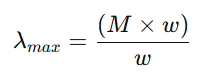 λ_max = (M × w) / w